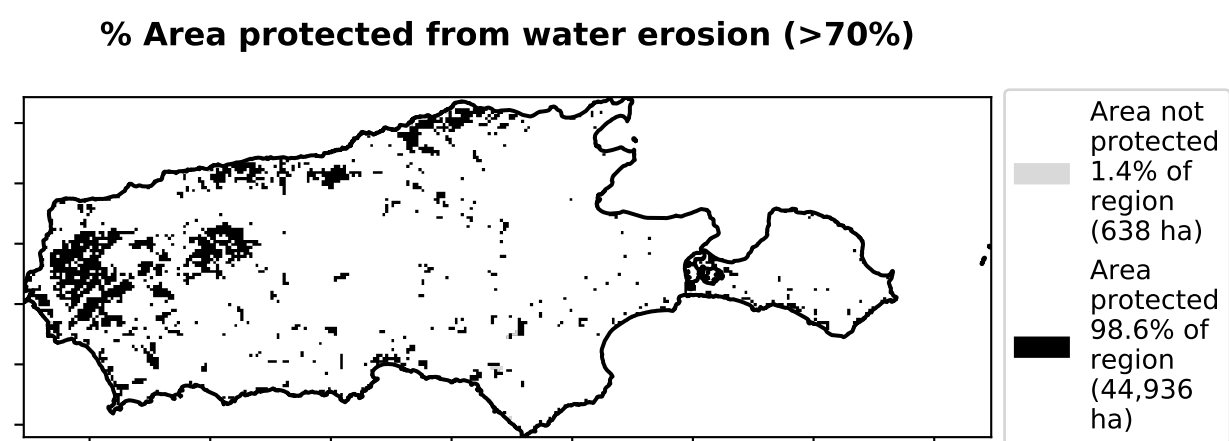 % Area protected from water erosion (>70%)
Area not
protected
1.4% of
region
(638 ha)
Area
protected
98.6% of
region
(44,936
ha)